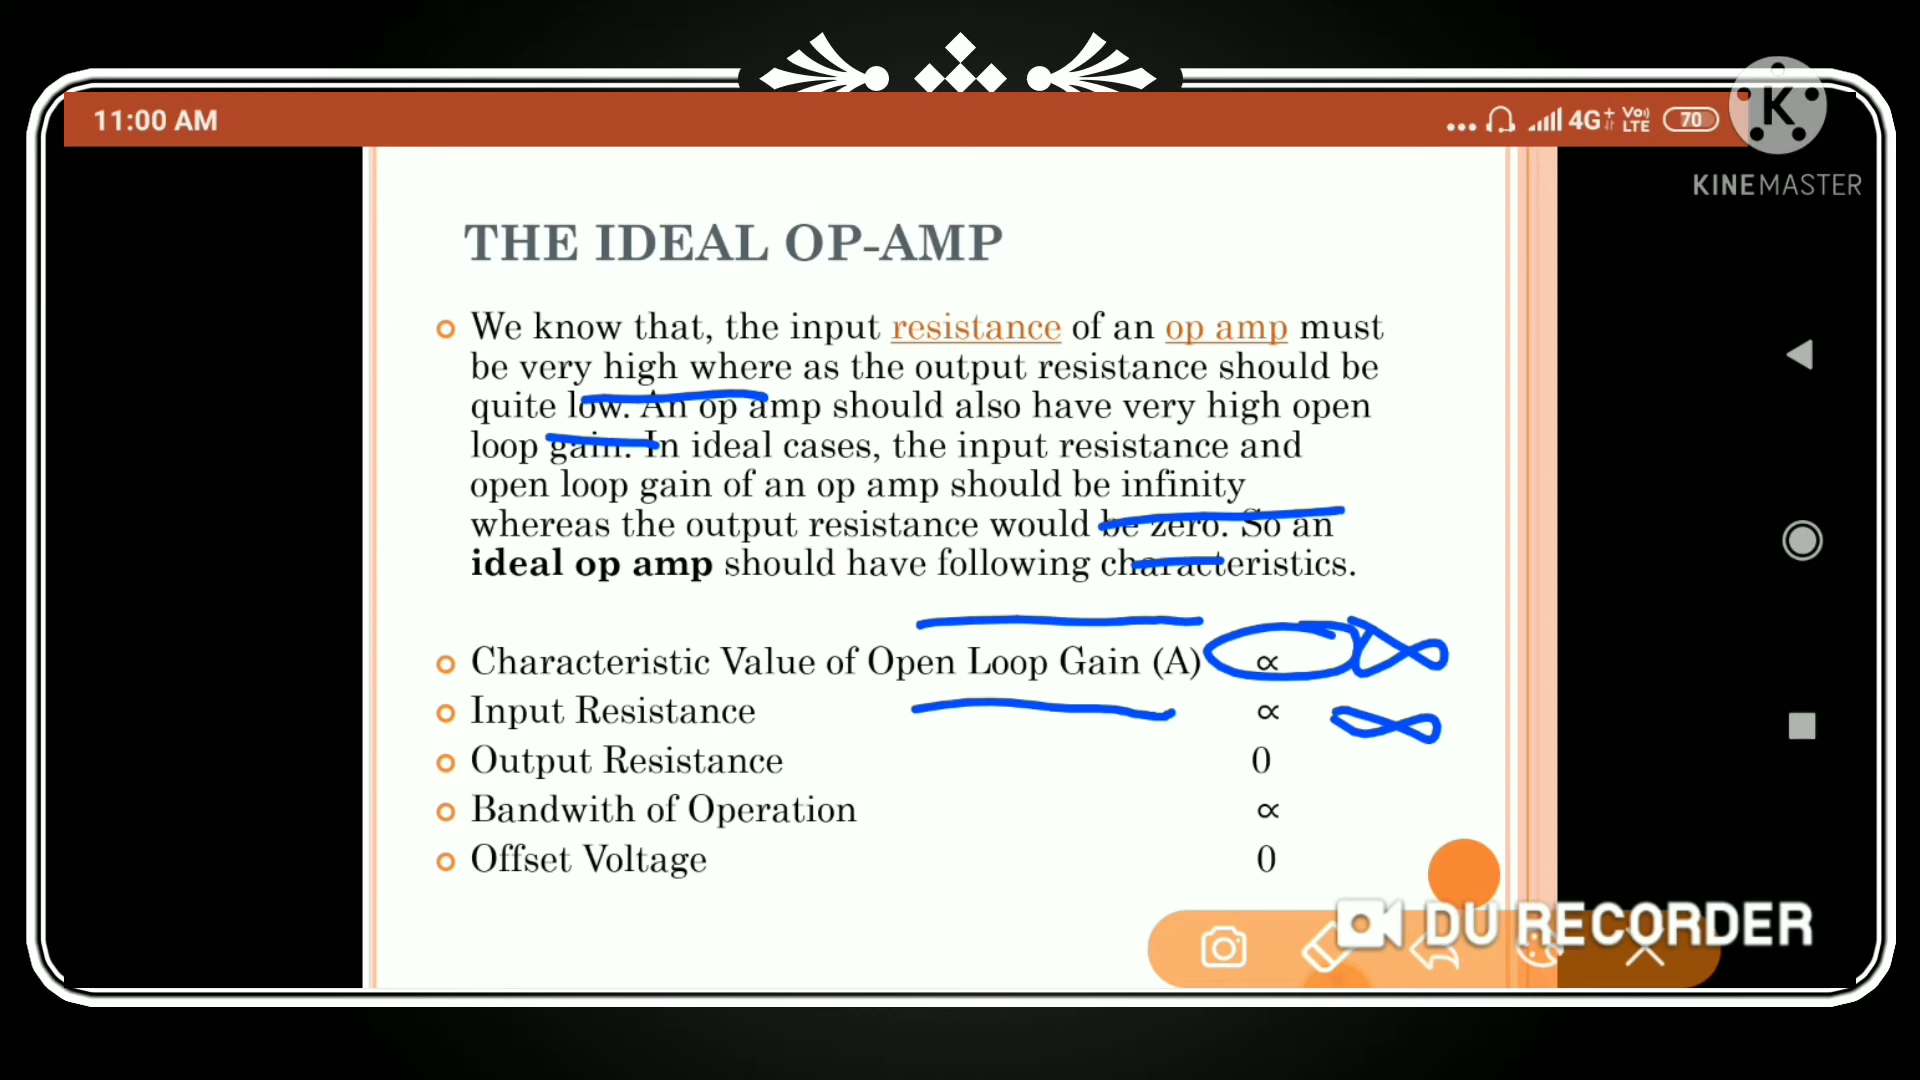 11:00 AM
4G+ Vo) LTE 70
K
KINEMASTER
THE IDEAL OP-AMP
We know that, the input resistance of an op amp must
be very high where as the output resistance should be
quite low. An op amp should also have very high open
loop gain. In ideal cases, the input resistance and
open loop gain of an op amp should be infinity
whereas the output resistance would be zero. So an
ideal op amp should have following characteristics.
Characteristic Value of Open Loop Gain (A) ∝ ∞
Input Resistance ∝ ∞
Output Resistance 0
Bandwith of Operation ∝
Offset Voltage 0
DU RECORDER